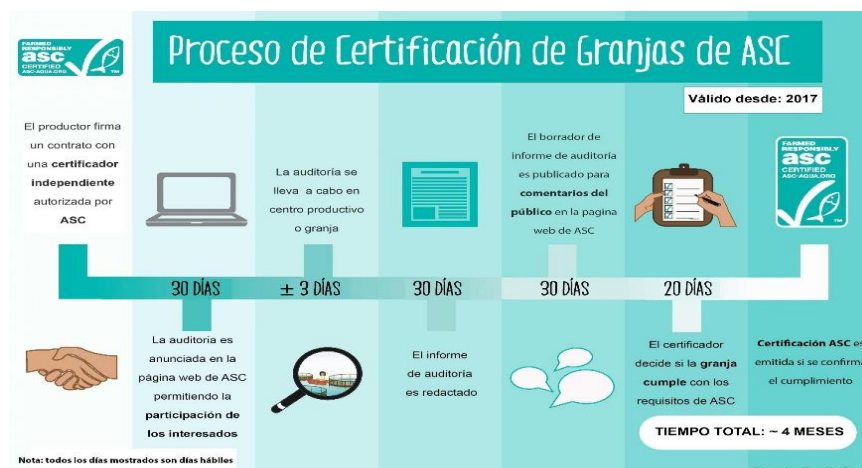 FARMED
RESPONSIBLY
asc
CERTIFIED
ASC-AQUA.ORG
TM
Proceso de Certificación de Granjas de ASC
Válido desde: 2017
El productor firma
un contrato con
una certificador
independiente
autorizada por
ASC
La auditoría se
lleva a cabo en
centro productivo
o granja
El borrador de
informe de auditoría
es publicado para
comentarios del
público en la pagina
web de ASC
FARMED
RESPONSIBLY
asc
CERTIFIED
ASC-AQUA.ORG
TM
30 DÍAS
± 3 DÍAS
30 DÍAS
30 DÍAS
20 DÍAS
La auditoria es
anunciada en la
página web de ASC
permitiendo la
participación de
los interesados
El informe
de auditoría
es redactado
El certificador
decide si la granja
cumple con los
requisitos de ASC
Certificación ASC es
emitida si se confirma
el cumplimiento
TIEMPO TOTAL: ~ 4 MESES
Nota: todos los días mostrados son días hábiles